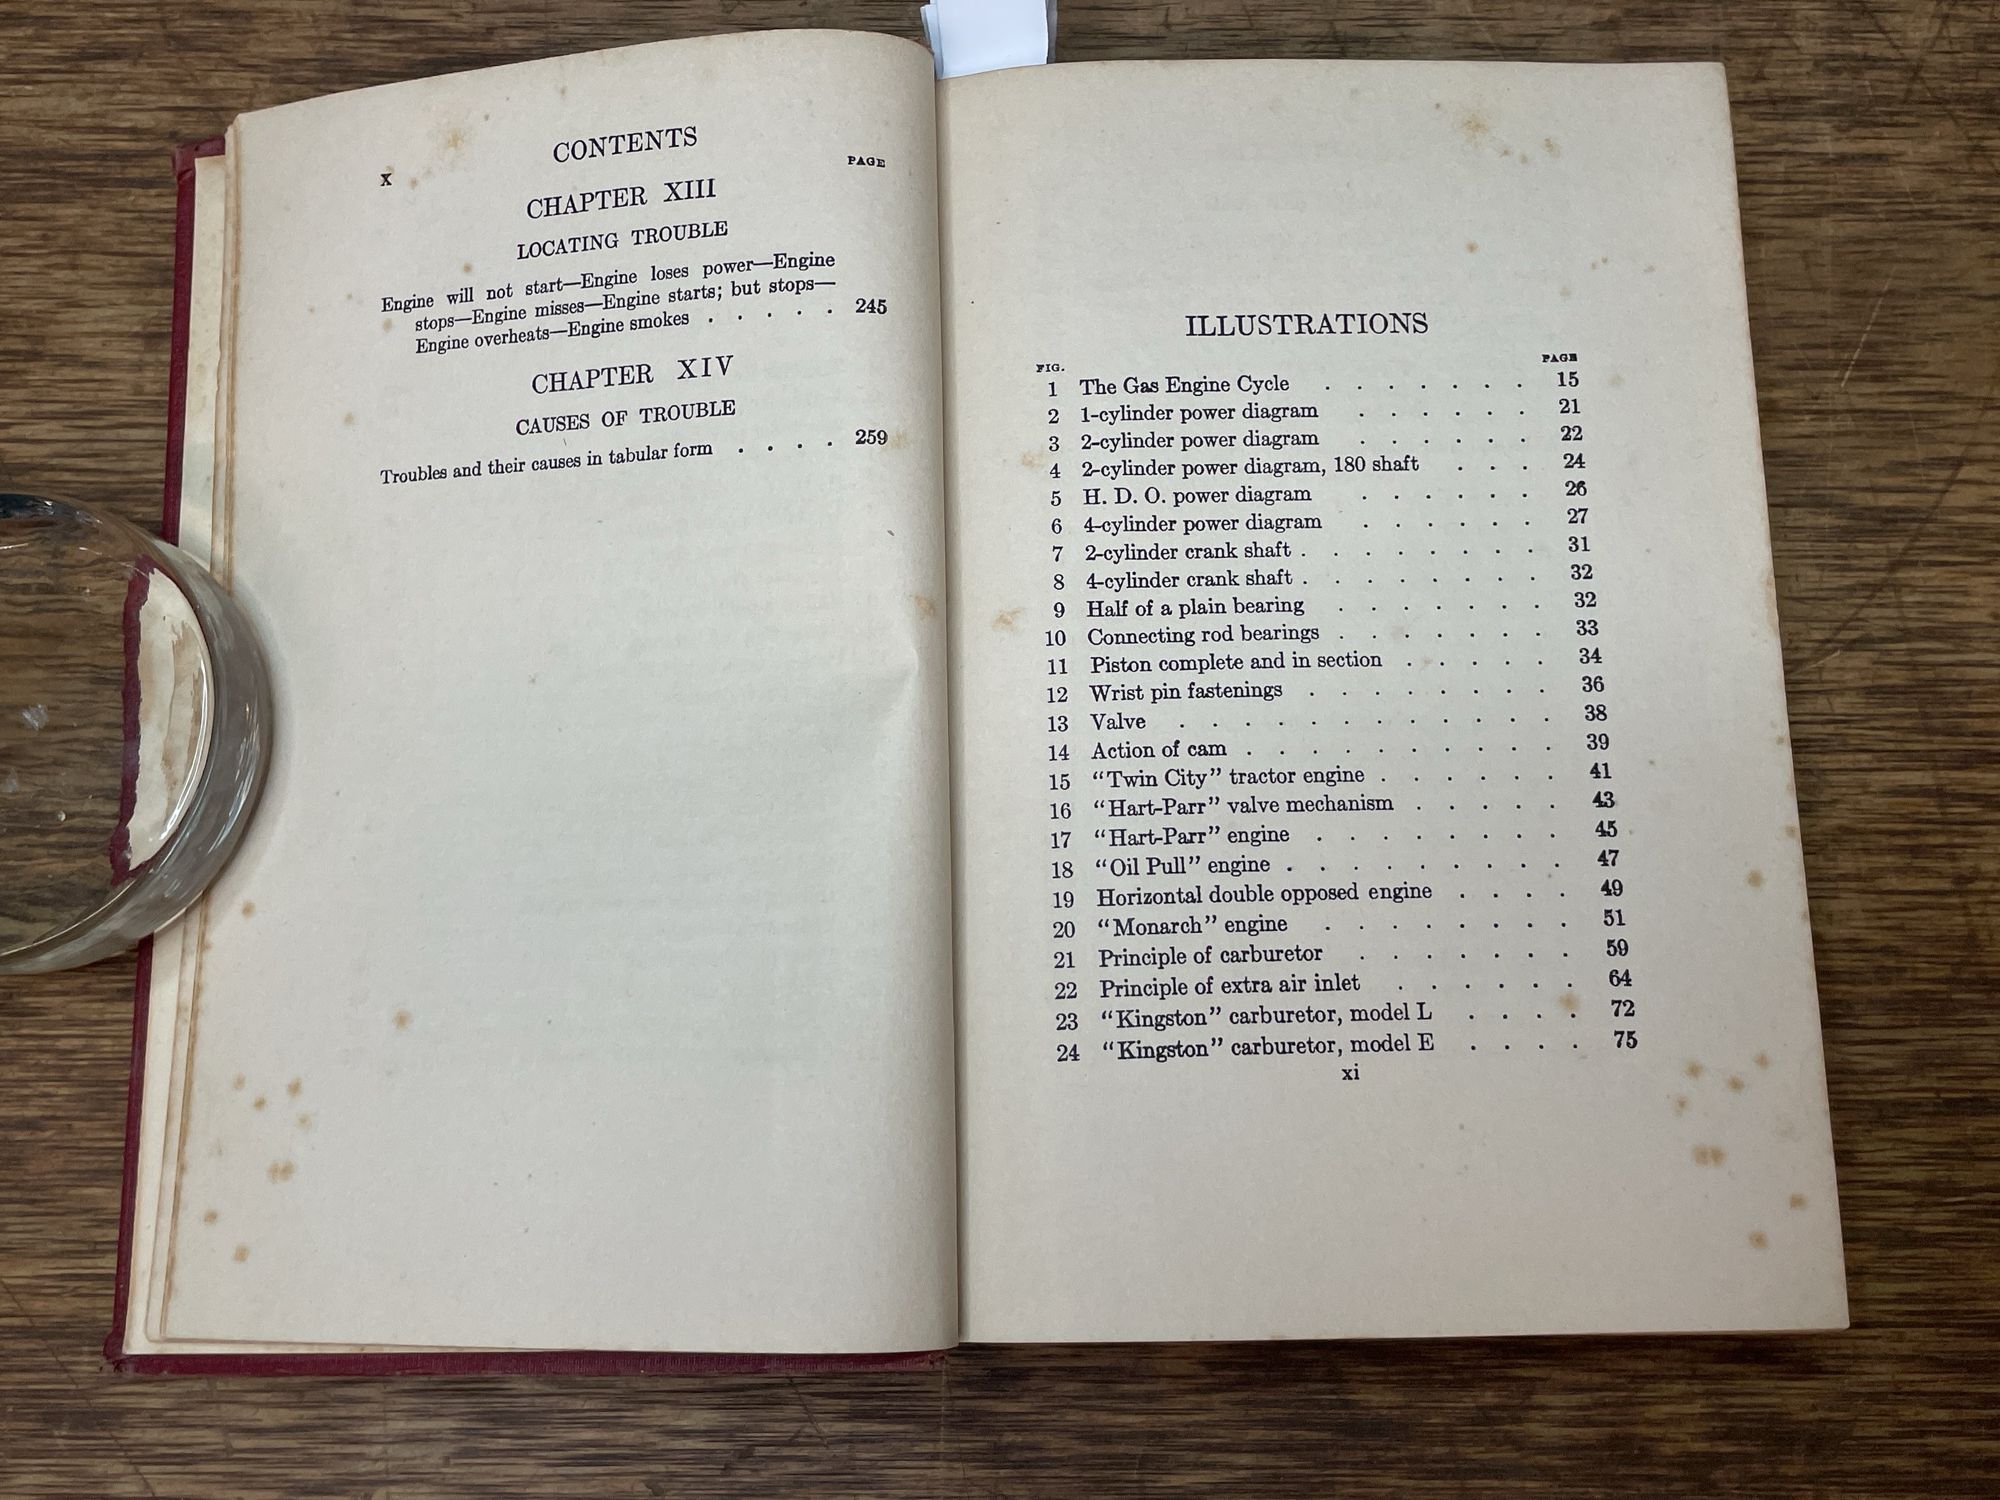 CONTENTS
x
PAGE
CHAPTER XIII
LOCATING TROUBLE
Engine will not start—Engine loses power—Engine
stops—Engine misses—Engine starts; but stops—
Engine overheats—Engine smokes . . . . . 245
CHAPTER XIV
CAUSES OF TROUBLE
Troubles and their causes in tabular form . . . . 259
ILLUSTRATIONS
FIG. PAGE
1 The Gas Engine Cycle . . . . . . . 15
2 1-cylinder power diagram . . . . . . 21
3 2-cylinder power diagram . . . . . . 22
4 2-cylinder power diagram, 180 shaft . . . 24
5 H. D. O. power diagram . . . . . . 26
6 4-cylinder power diagram . . . . . . 27
7 2-cylinder crank shaft . . . . . . . . 31
8 4-cylinder crank shaft . . . . . . . . 32
9 Half of a plain bearing . . . . . . . 32
10 Connecting rod bearings . . . . . . . 33
11 Piston complete and in section . . . . . 34
12 Wrist pin fastenings . . . . . . . . 36
13 Valve . . . . . . . . . . . . 38
14 Action of cam . . . . . . . . . . 39
15 “Twin City” tractor engine . . . . . . 41
16 “Hart-Parr” valve mechanism . . . . . 43
17 “Hart-Parr” engine . . . . . . . . 45
18 “Oil Pull” engine . . . . . . . . . 47
19 Horizontal double opposed engine . . . . 49
20 “Monarch” engine . . . . . . . . 51
21 Principle of carburetor . . . . . . . 59
22 Principle of extra air inlet . . . . . . 64
23 “Kingston” carburetor, model L . . . . 72
24 “Kingston” carburetor, model E . . . . 75
xi